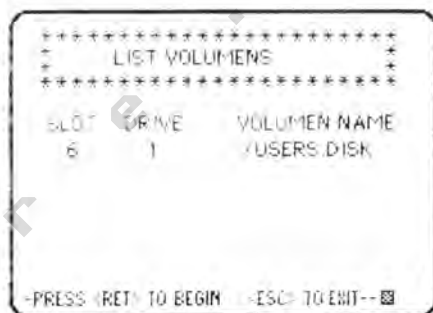 * * * * * * * * * * * * * * * * * * * * * * *
* LIST VOLUMENS *
* * * * * * * * * * * * * * * * * * * * * * *
SLOT DRIVE VOLUMEN NAME
6 1 /USERS.DISK
-PRESS <RET> TO BEGIN <ESC> TO EXIT--